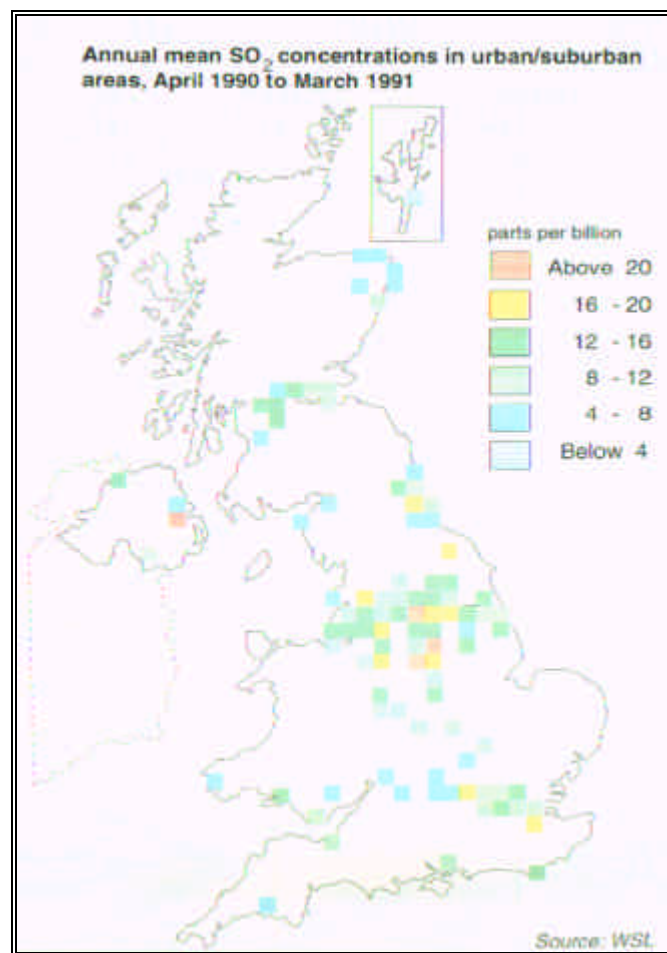 Annual mean SO2 concentrations in urban/suburban
areas, April 1990 to March 1991
parts per billion
Above 20
16 - 20
12 - 16
8 - 12
4 - 8
Below 4
Source: WSL